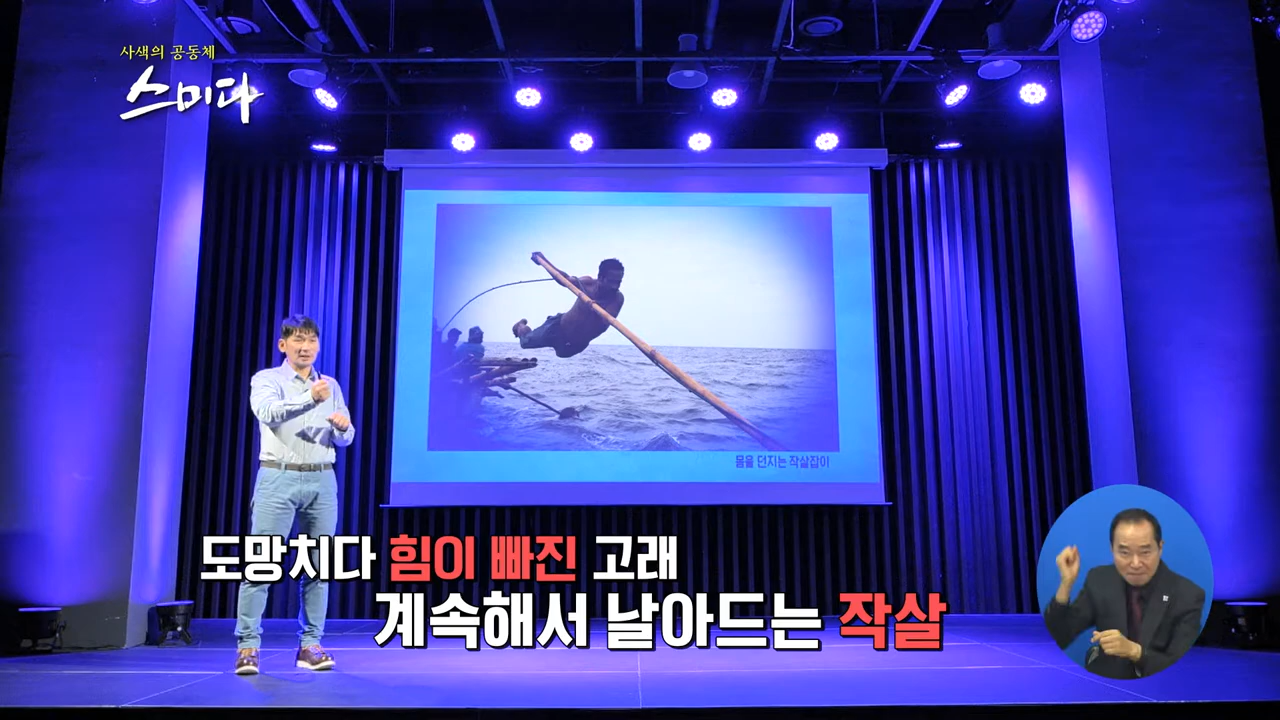 사색의 공동체
스미다
몸을 던지는 작살잡이
도망치다 힘이 빠진 고래
계속해서 날아드는 작살